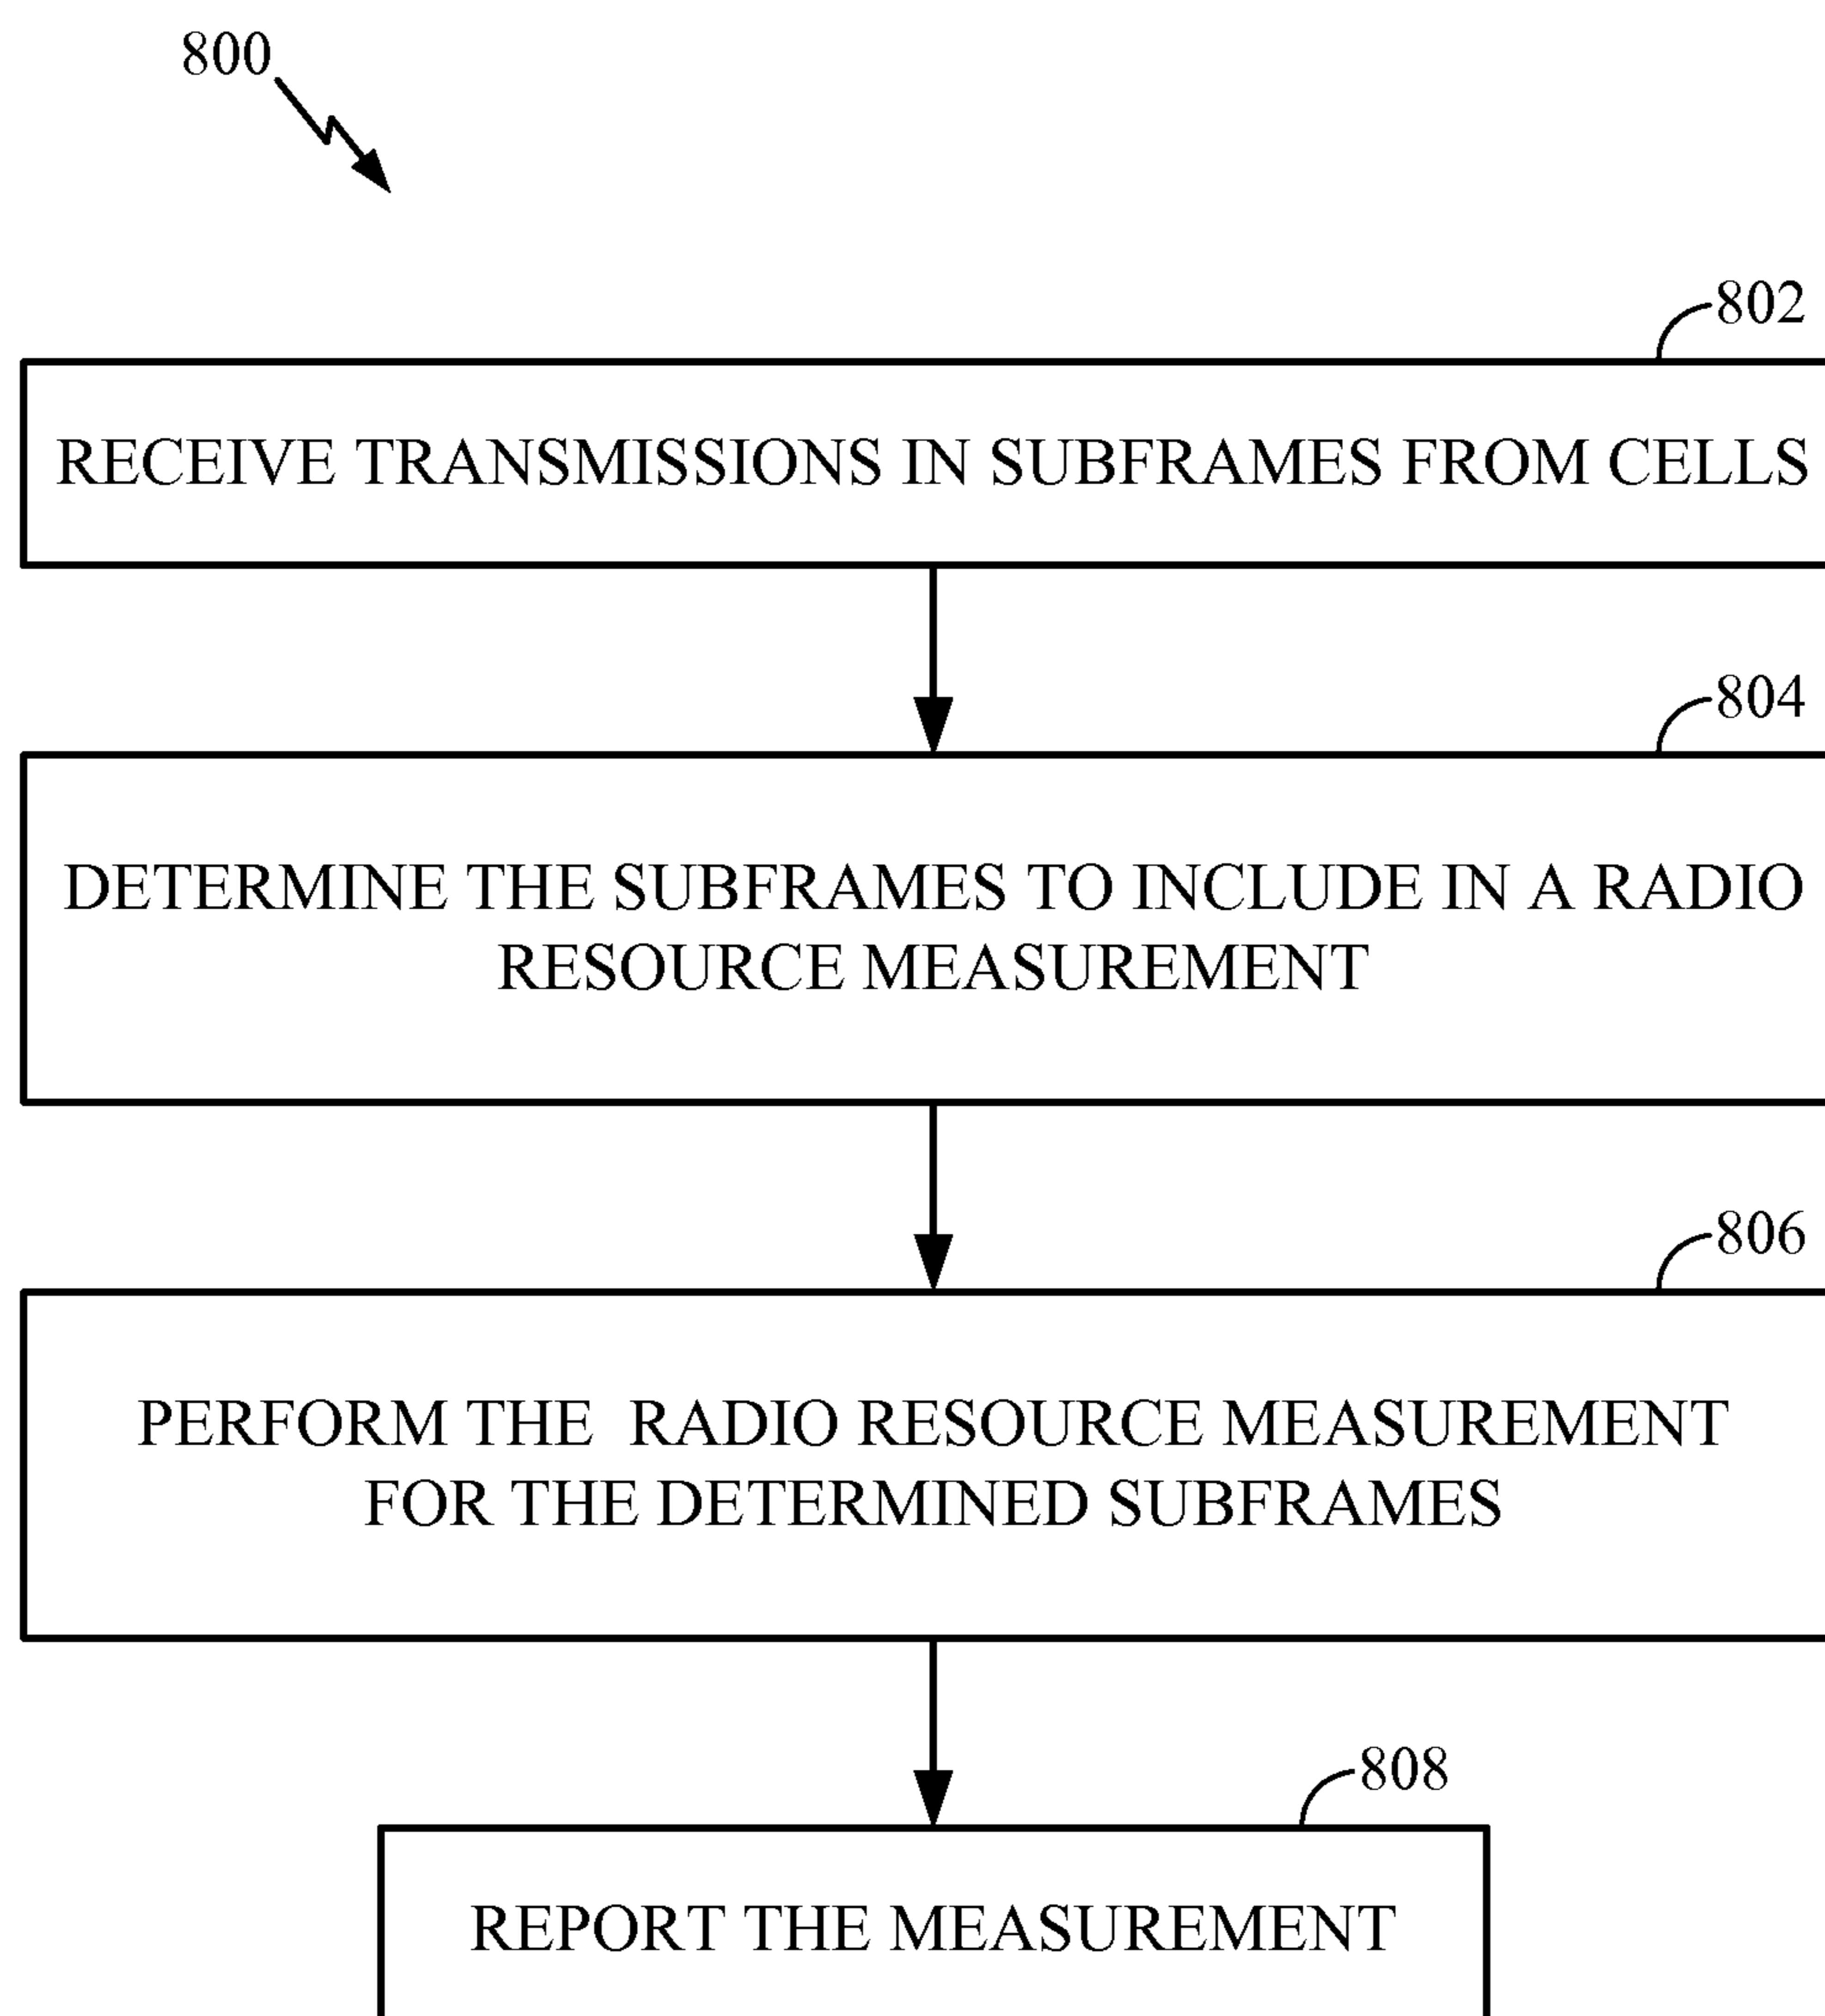 800
802
RECEIVE TRANSMISSIONS IN SUBFRAMES FROM CELLS
804
DETERMINE THE SUBFRAMES TO INCLUDE IN A RADIO
RESOURCE MEASUREMENT
806
PERFORM THE RADIO RESOURCE MEASUREMENT
FOR THE DETERMINED SUBFRAMES
808
REPORT THE MEASUREMENT